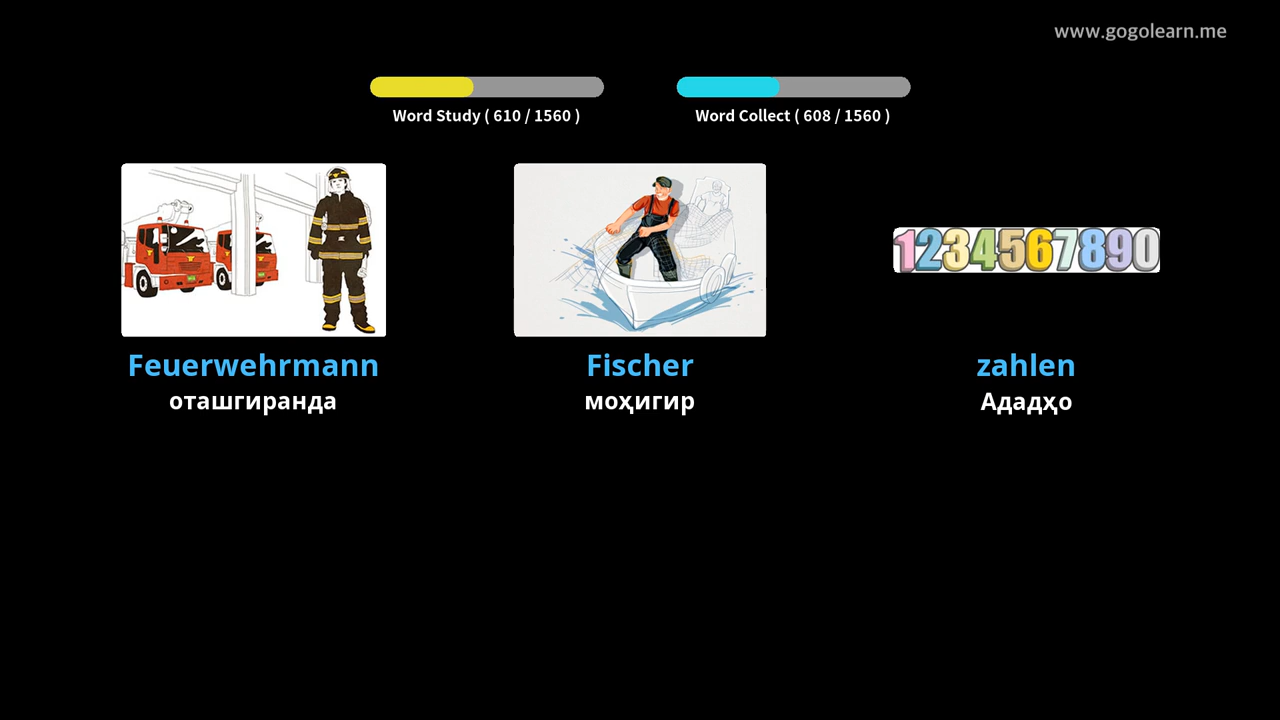 www.gogolearn.me
Word Study ( 610 / 1560 )
Word Collect ( 608 / 1560 )
1234567890
Feuerwehrmann
Fischer
zahlen
оташгиранда
моҳигир
Ададҳо